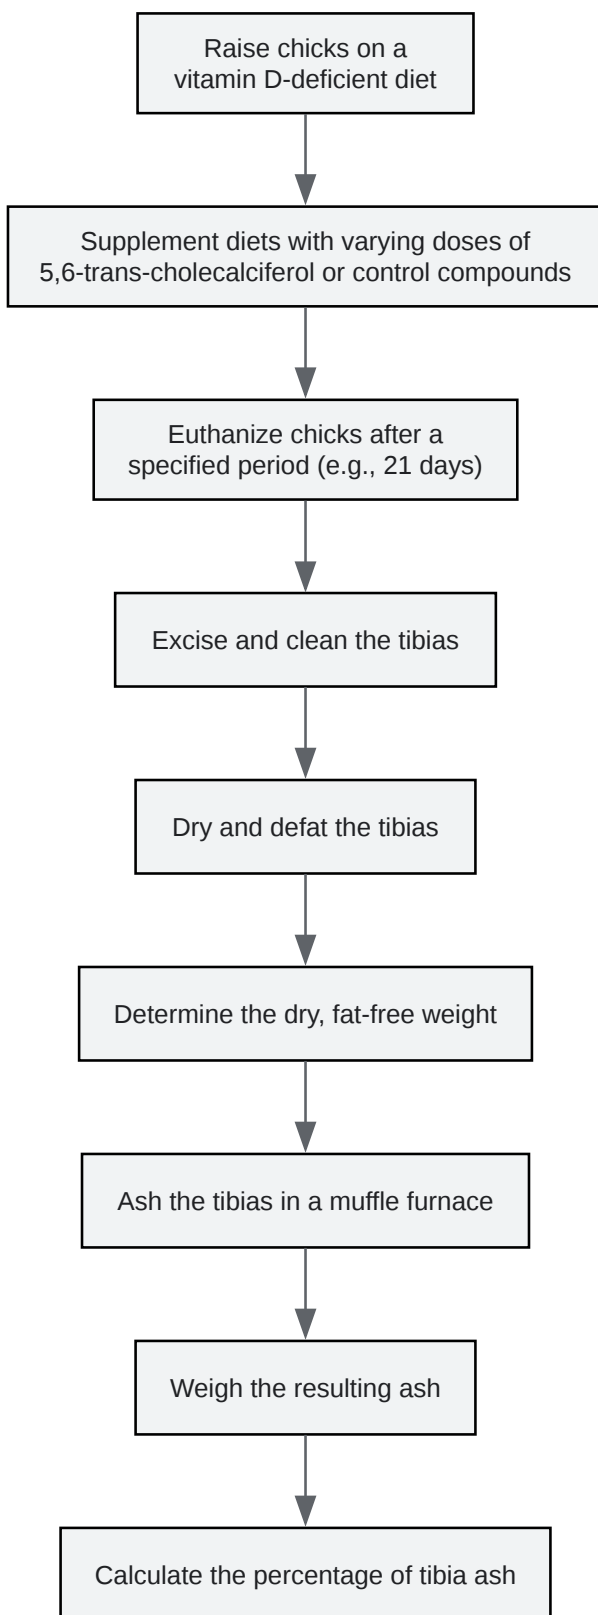 Raise chicks on a
vitamin D-deficient diet
Supplement diets with varying doses of
5,6-trans-cholecalciferol or control compounds
Euthanize chicks after a
specified period (e.g., 21 days)
Excise and clean the tibias
Dry and defat the tibias
Determine the dry, fat-free weight
Ash the tibias in a muffle furnace
Weigh the resulting ash
Calculate the percentage of tibia ash